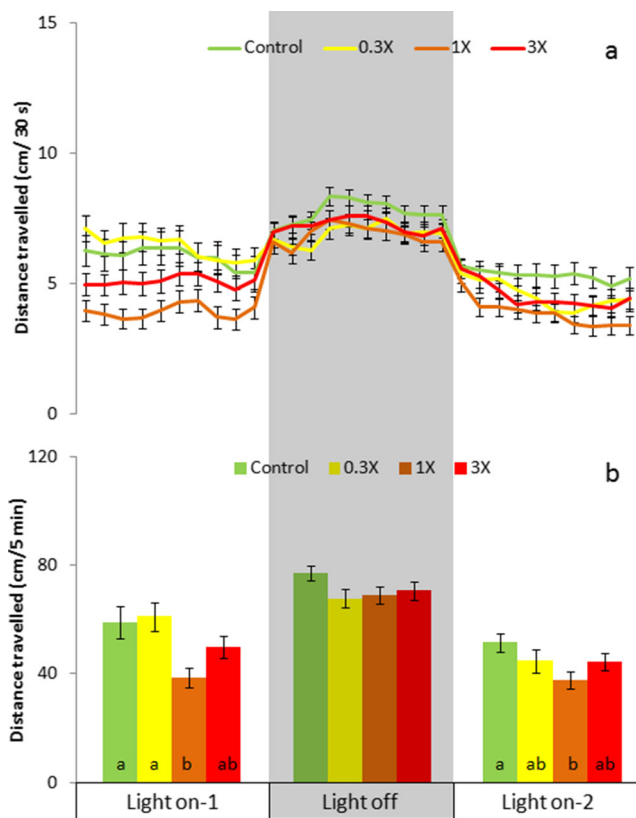 15
Control 0.3X 1X 3X
a
10
Distance travelled (cm/ 30 s)
5
0
120
b
Control 0.3X 1X 3X
Distance travelled (cm/5 min)
80
40
a a b ab a ab b ab
0
Light on-1 Light off Light on-2